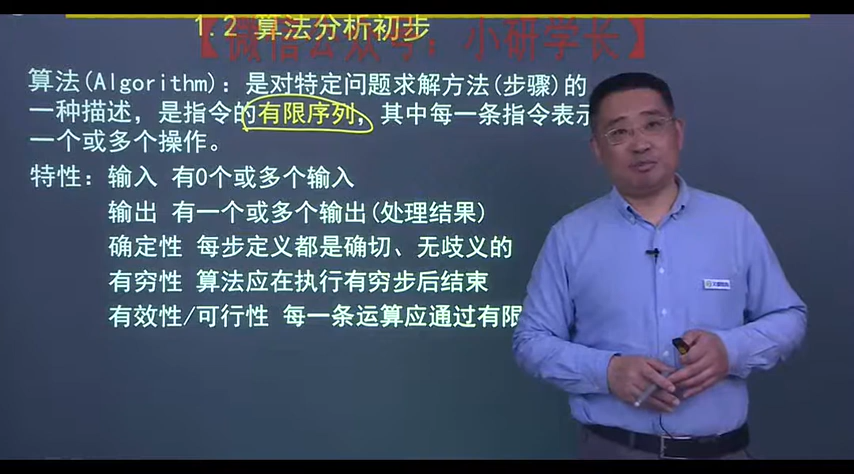 1.2 算法分析初步
【微信公众号：小研学长】
算法(Algorithm)：是对特定问题求解方法(步骤)的
一种描述，是指令的有限序列，其中每一条指令表示
一个或多个操作。
特性：输入 有0个或多个输入
输出 有一个或多个输出(处理结果)
确定性 每步定义都是确切、无歧义的
有穷性 算法应在执行有穷步后结束
有效性/可行性 每一条运算应通过有限